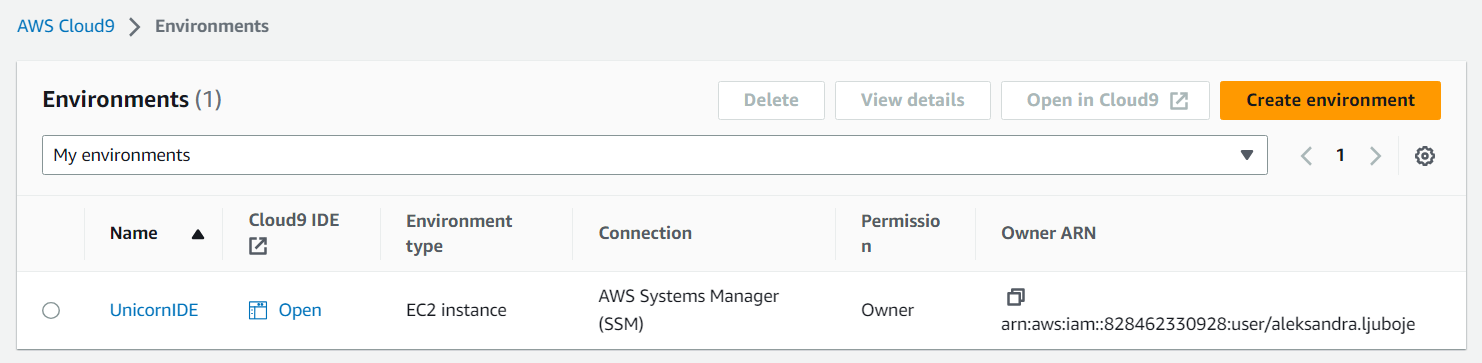 AWS Cloud9 > Environments
Environments (1)
Delete
View details
Open in Cloud9
Create environment
My environments
1
Name
Cloud9 IDE
Environment
type
Connection
Permissio
n
Owner ARN
UnicornIDE
Open
EC2 instance
AWS Systems Manager
(SSM)
Owner
arn:aws:iam::828462330928:user/aleksandra.ljuboje